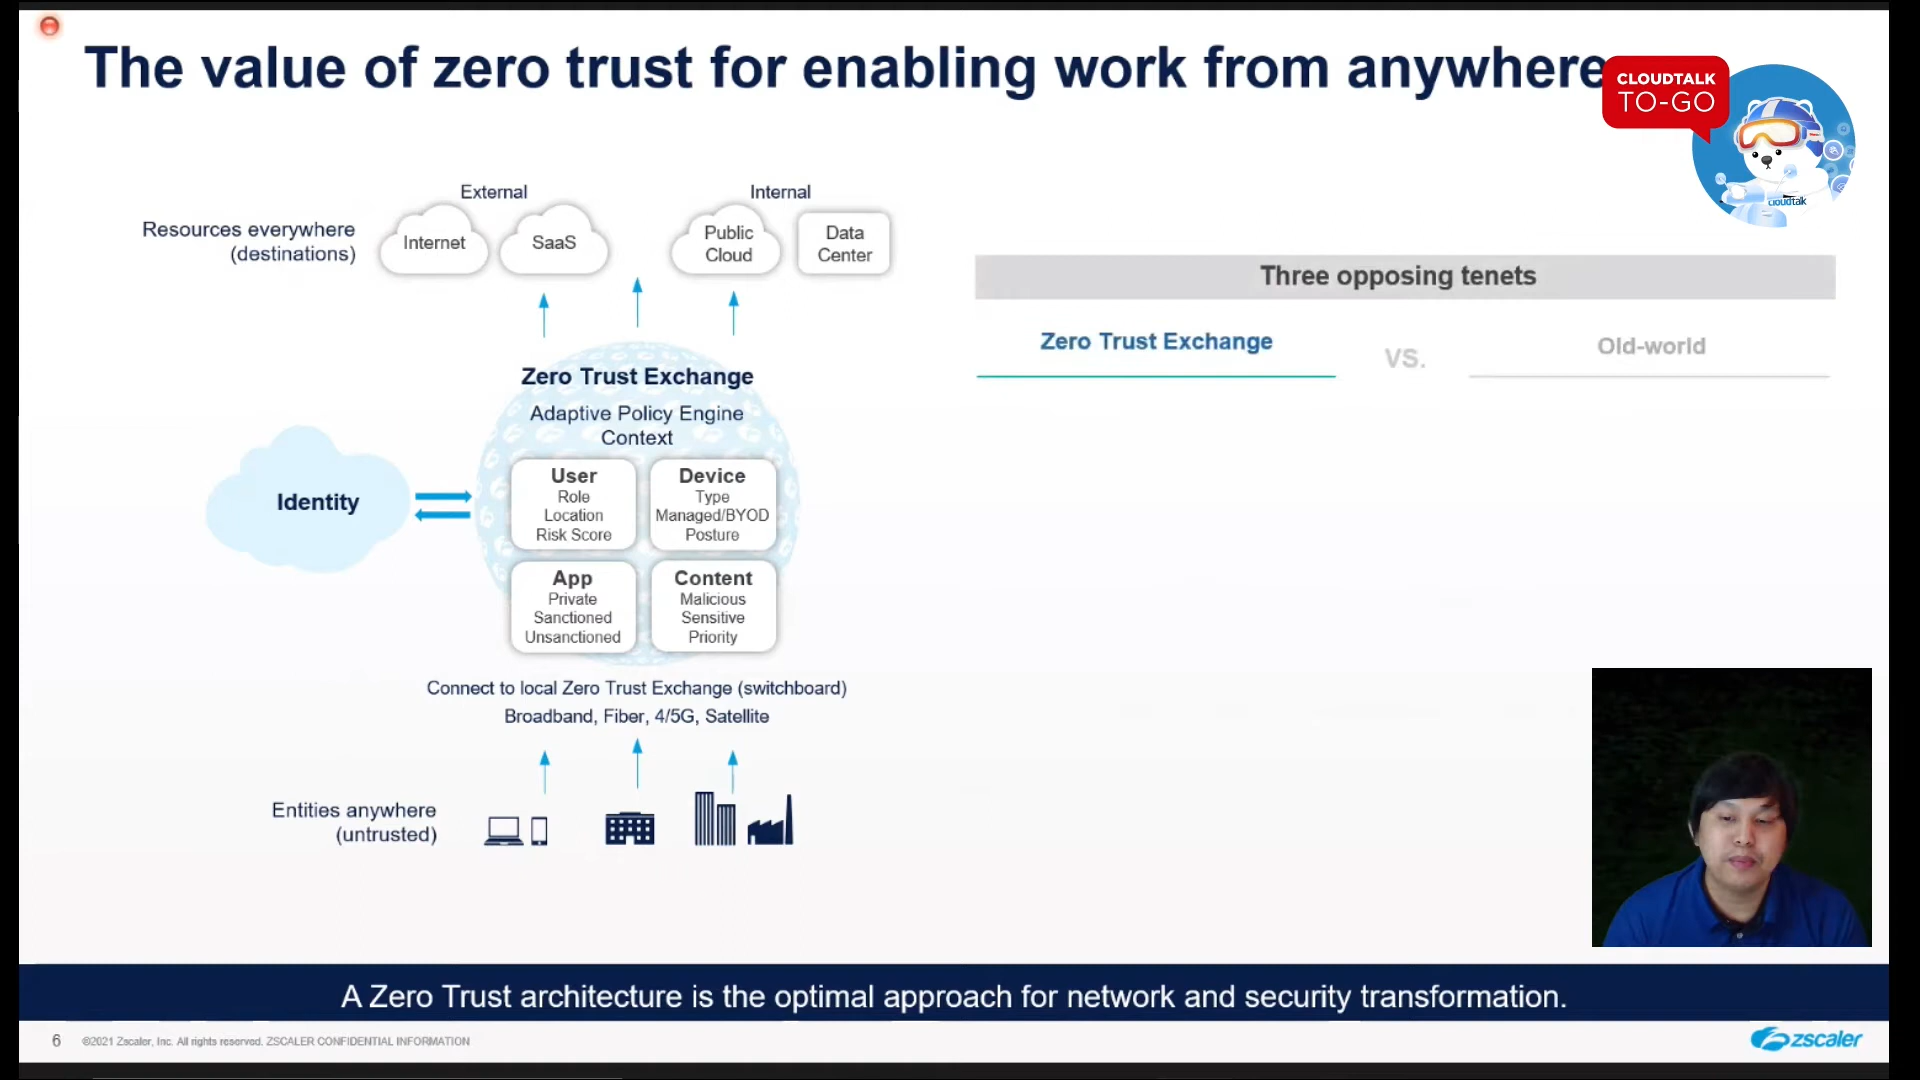 The value of zero trust for enabling work from anywhere
CLOUDTALK
TO-GO
cloudtalk
External
Internal
Resources everywhere
(destinations)
Internet
SaaS
Public
Cloud
Data
Center
Three opposing tenets
Zero Trust Exchange
VS.
Old-world
Zero Trust Exchange
Adaptive Policy Engine
Context
Identity
User
Role
Location
Risk Score
Device
Type
Managed/BYOD
Posture
App
Private
Sanctioned
Unsanctioned
Content
Malicious
Sensitive
Priority
Connect to local Zero Trust Exchange (switchboard)
Broadband, Fiber, 4/5G, Satellite
Entities anywhere
(untrusted)
A Zero Trust architecture is the optimal approach for network and security transformation.
6
©2021 Zscaler, Inc. All rights reserved. ZSCALER CONFIDENTIAL INFORMATION
zscaler